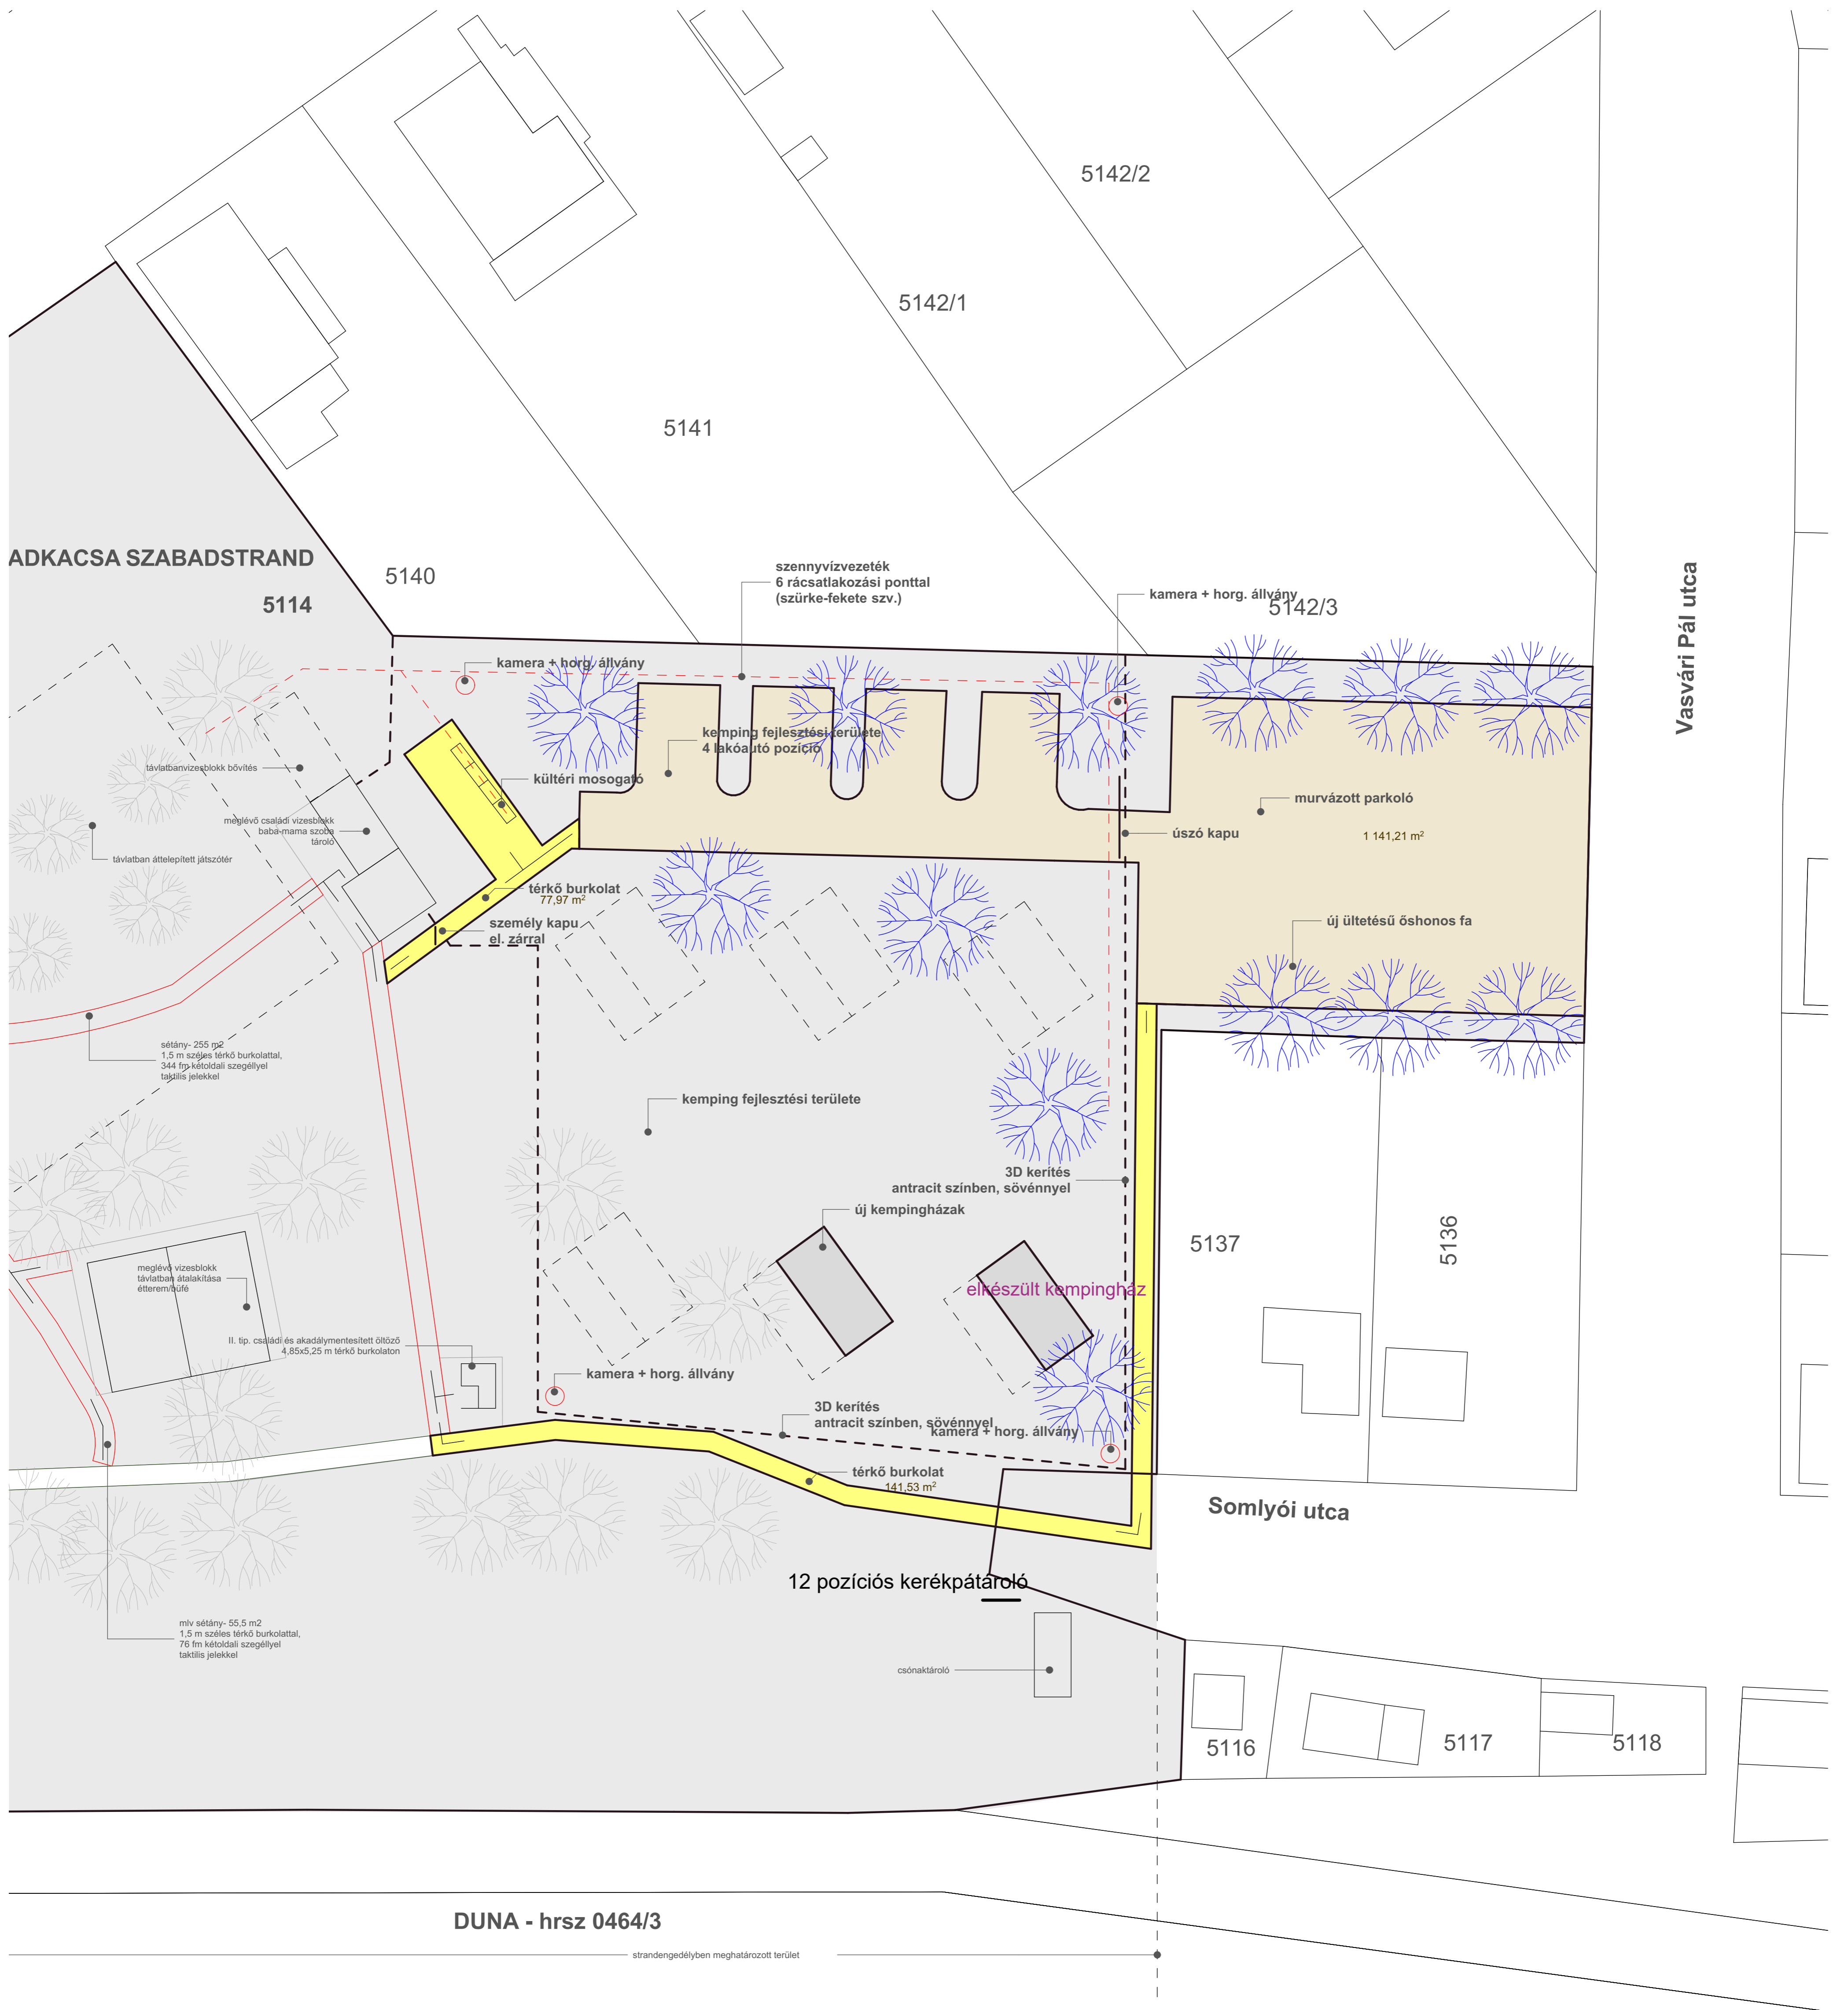 5142/2
5142/1
5141
ADKACSA SZABADSTRAND
5114
5140
szennyvízvezeték
6 rácsatlakozási ponttal
(szürke-fekete szv.)
kamera + horg. állvány
5142/3
Vasvári Pál utca
kamera + horg. állvány
kemping fejlesztési területe
4 lakóautó pozíció
távlatbanvizesblokk bővítés
kültéri mosogató
murvázott parkoló
1 141,21 m²
úszó kapu
meglévő családi vizesblokk
baba-mama szoba
tároló
távlatban áttelepített játszótér
térkő burkolat
77,97 m²
személy kapu
el. zárral
új ültetésű őshonos fa
sétány- 255 m2
1,5 m széles térkő burkolattal,
344 fm kétoldali szegéllyel
taktilis jelekkel
kemping fejlesztési területe
3D kerítés
antracit színben, sövénnyel
új kempingházak
5137
5136
elkészült kempingház
meglévő vizesblokk
távlatban átalakítása
étterem/büfé
II. tip. családi és akadálymentesített öltöző
4,85x5,25 m térkő burkolaton
kamera + horg. állvány
3D kerítés
antracit színben, sövénnyel
kamera + horg. állvány
térkő burkolat
141,53 m²
Somlyói utca
12 pozíciós kerékpátároló
mlv sétány- 55,5 m2
1,5 m széles térkő burkolattal,
76 fm kétoldali szegéllyel
taktilis jelekkel
csónaktároló
5116
5117
5118
DUNA - hrsz 0464/3
strandengedélyben meghatározott terület